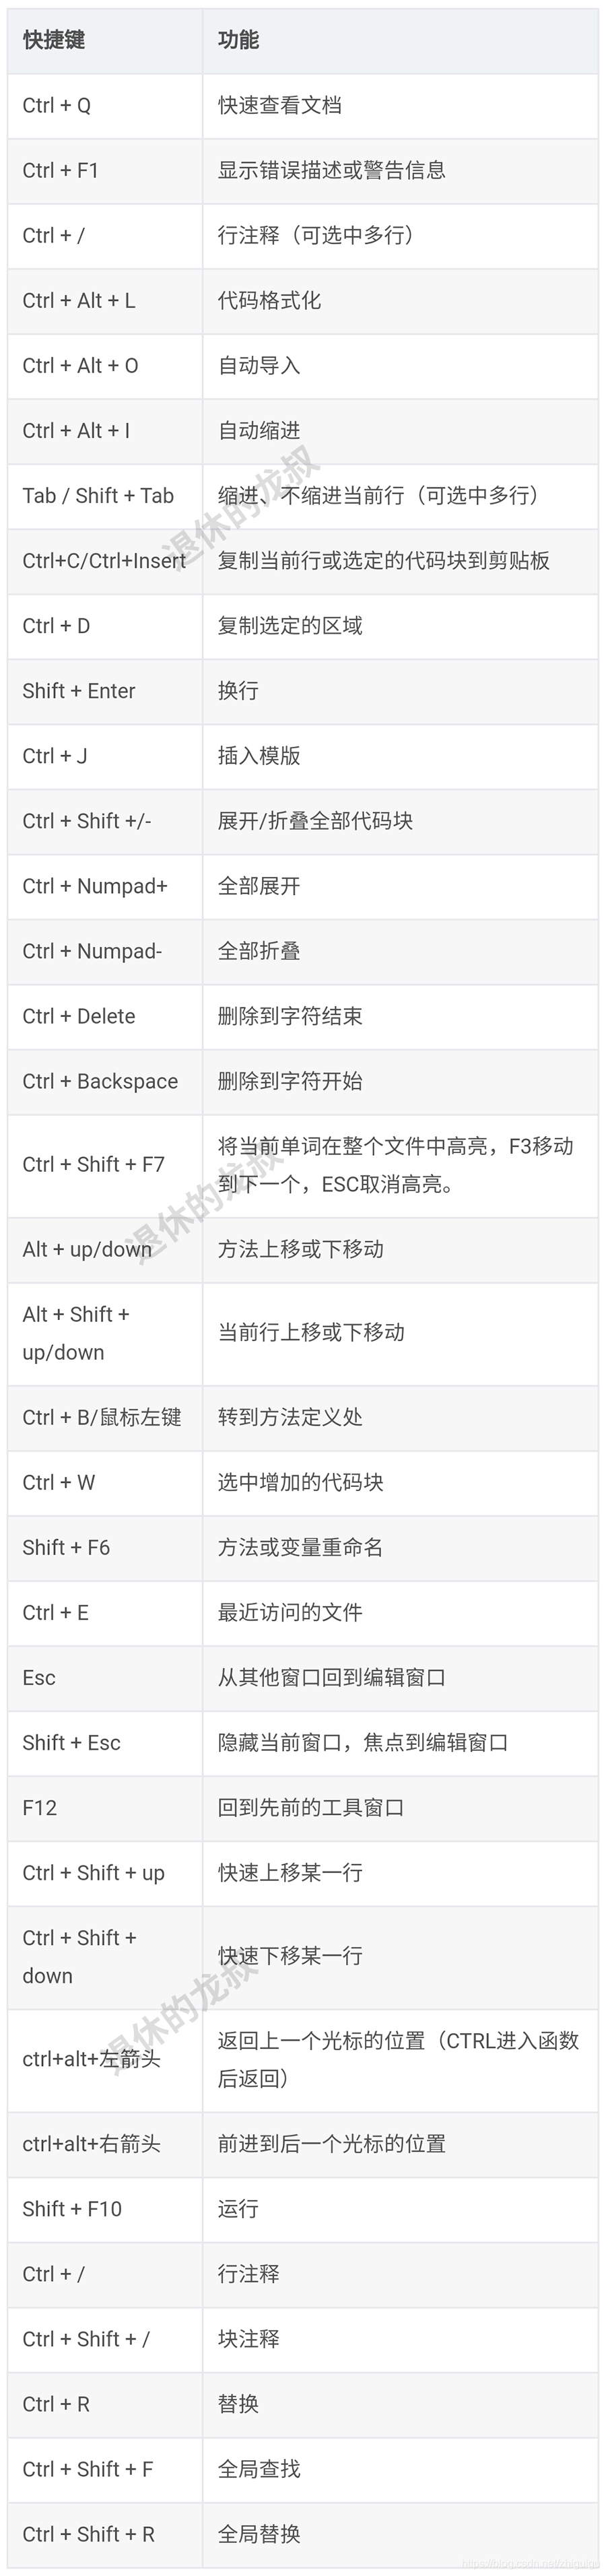 快捷键 功能
Ctrl + Q 快速查看文档
Ctrl + F1 显示错误描述或警告信息
Ctrl + / 行注释（可选中多行）
Ctrl + Alt + L 代码格式化
Ctrl + Alt + O 自动导入
Ctrl + Alt + I 自动缩进
Tab / Shift + Tab 缩进、不缩进当前行（可选中多行）
Ctrl+C/Ctrl+Insert 复制当前行或选定的代码块到剪贴板
Ctrl + D 复制选定的区域
Shift + Enter 换行
Ctrl + J 插入模版
Ctrl + Shift +/- 展开/折叠全部代码块
Ctrl + Numpad+ 全部展开
Ctrl + Numpad- 全部折叠
Ctrl + Delete 删除到字符结束
Ctrl + Backspace 删除到字符开始
Ctrl + Shift + F7 将当前单词在整个文件中高亮，F3移动
到下一个，ESC取消高亮。
Alt + up/down 方法上移或下移动
Alt + Shift +
up/down
当前行上移或下移动
Ctrl + B/鼠标左键 转到方法定义处
Ctrl + W 选中增加的代码块
Shift + F6 方法或变量重命名
Ctrl + E 最近访问的文件
Esc 从其他窗口回到编辑窗口
Shift + Esc 隐藏当前窗口，焦点到编辑窗口
F12 回到先前的工具窗口
Ctrl + Shift + up 快速上移某一行
Ctrl + Shift +
down
快速下移某一行
ctrl+alt+左箭头 返回上一个光标的位置（CTRL进入函数
后返回）
ctrl+alt+右箭头 前进到后一个光标的位置
Shift + F10 运行
Ctrl + / 行注释
Ctrl + Shift + / 块注释
Ctrl + R 替换
Ctrl + Shift + F 全局查找
Ctrl + Shift + R 全局替换
退休的龙叔
退休的龙叔
退休的龙叔